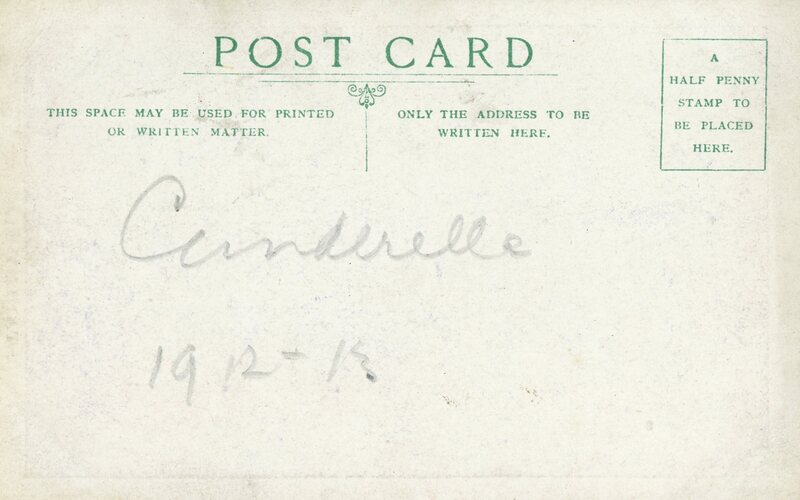 POST CARD
THIS SPACE MAY BE USED FOR PRINTED
OR WRITTEN MATTER.
ONLY THE ADDRESS TO BE
WRITTEN HERE.
A
HALF PENNY
STAMP TO
BE PLACED
HERE.
Cinderella
1912-13